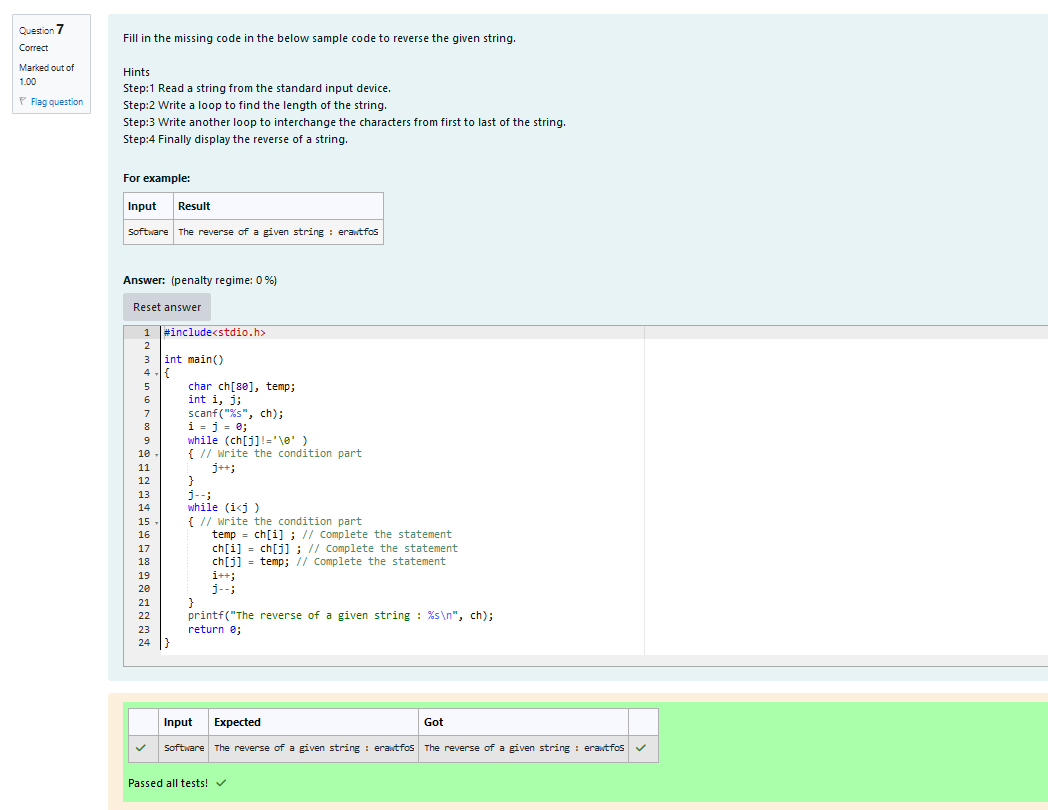 Question 7
Correct
Marked out of
1.00
Flag question
Fill in the missing code in the below sample code to reverse the given string.
Hints
Step:1 Read a string from the standard input device.
Step:2 Write a loop to find the length of the string.
Step:3 Write another loop to interchange the characters from first to last of the string.
Step:4 Finally display the reverse of a string.
For example:
Input Result
Software The reverse of a given string : erawtfoS
Answer: (penalty regime: 0 %)
Reset answer
1 #include<stdio.h>
2
3 int main()
4 {
5 char ch[80], temp;
6 int i, j;
7 scanf("%s", ch);
8 i = j = 0;
9 while (ch[j]!='\0' )
10 { // Write the condition part
11 j++;
12 }
13 j--;
14 while (i<j )
15 { // Write the condition part
16 temp = ch[i] ; // Complete the statement
17 ch[i] = ch[j] ; // Complete the statement
18 ch[j] = temp; // Complete the statement
19 i++;
20 j--;
21 }
22 printf("The reverse of a given string : %s\n", ch);
23 return 0;
24 }
Input Expected Got
Software The reverse of a given string : erawtfoS The reverse of a given string : erawtfoS
Passed all tests!